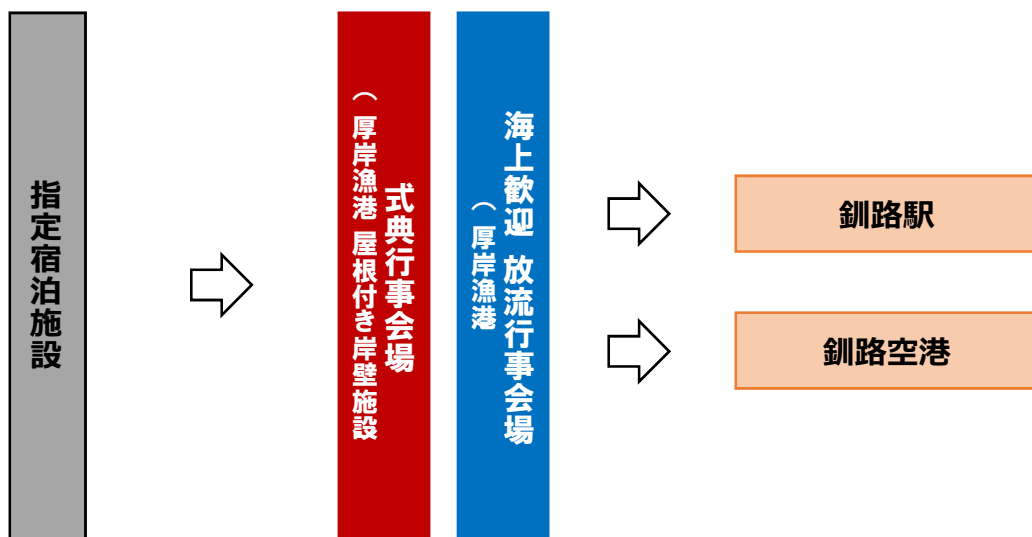 指定宿泊施設
式典行事会場
（ 厚岸漁港 屋根付き岸壁施設
海上歓迎 放流行事会場
（ 厚岸漁港
釧路駅
釧路空港